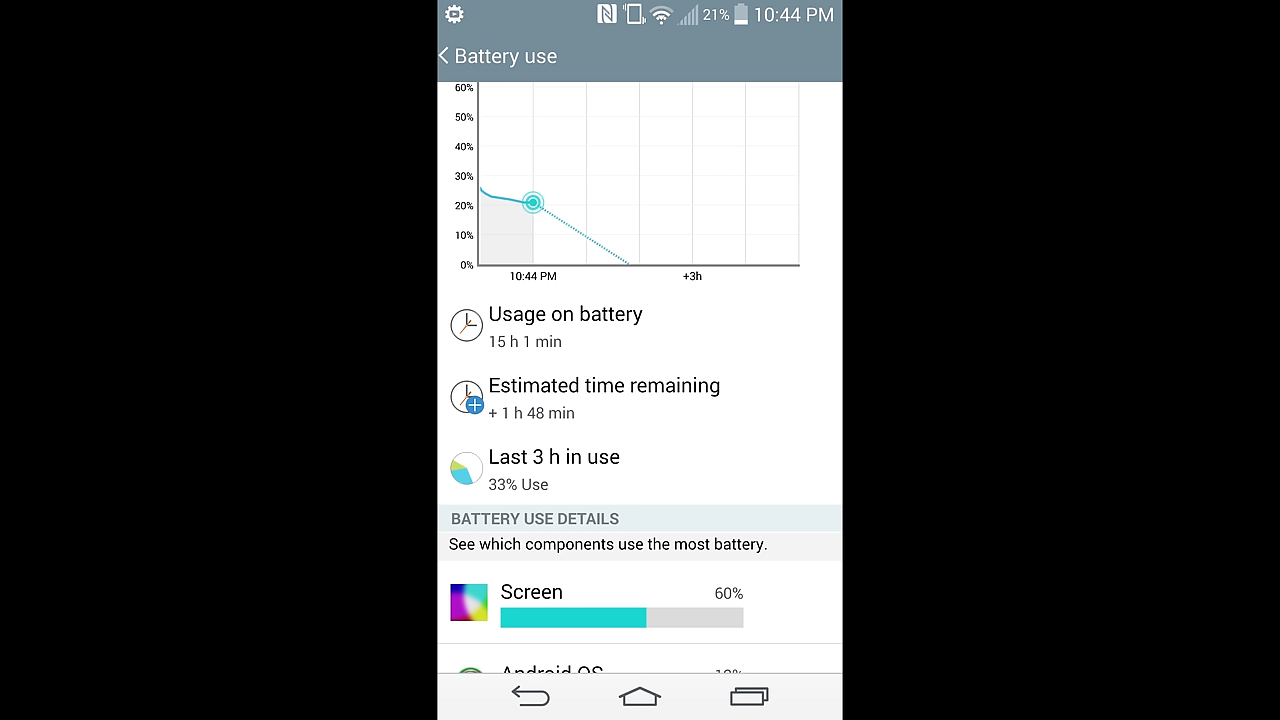 21% 10:44 PM
Battery use
60%
50%
40%
30%
20%
10%
0%
10:44 PM +3h
Usage on battery
15 h 1 min
Estimated time remaining
+ 1 h 48 min
Last 3 h in use
33% Use
BATTERY USE DETAILS
See which components use the most battery.
Screen 60%
Android OS